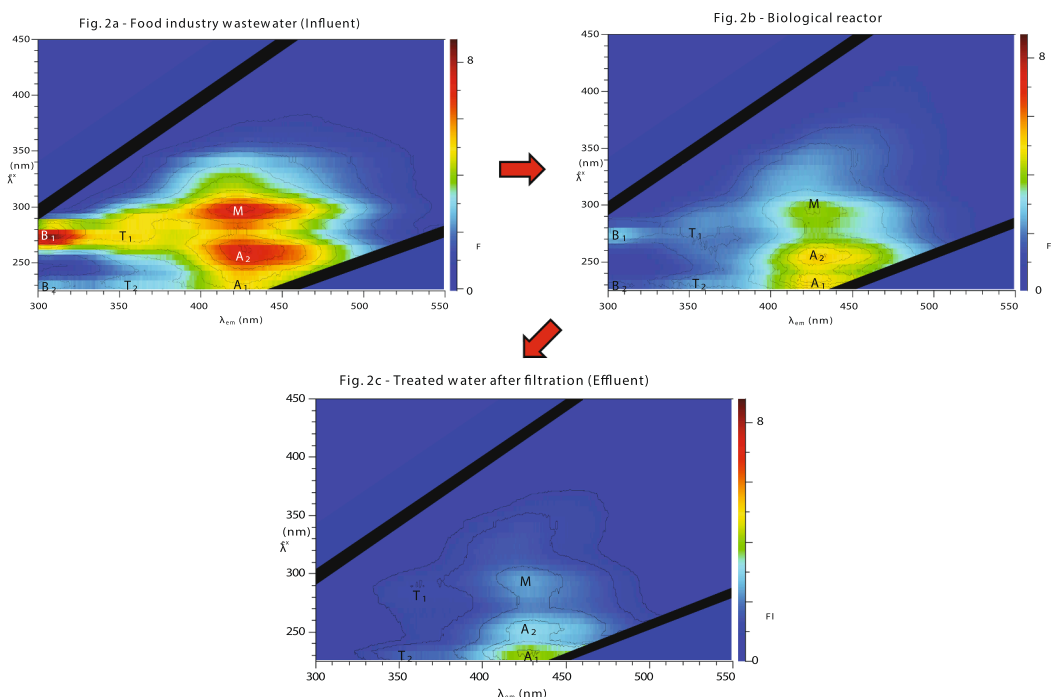 Fig. 2a - Food industry wastewater (Influent)
450
400
350
(nm)
λex
300
250
B1
T1
M
A2
B2
T2
A1
300
350
400
450
500
550
λem (nm)
8
F
0
Fig. 2b - Biological reactor
450
400
350
(nm)
λex
300
250
B1
T1
M
A2
B2
T2
A1
300
350
400
450
500
550
λem (nm)
8
F
0
Fig. 2c - Treated water after filtration (Effluent)
450
400
350
(nm)
300
250
T1
M
A2
T2
A1
300
350
400
450
500
550
λem (nm)
8
FI
0